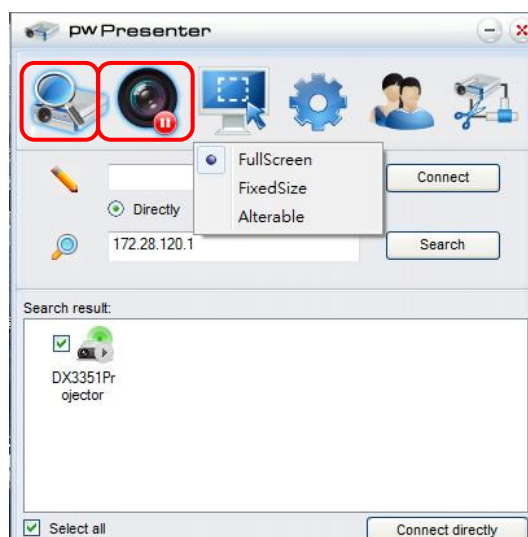 pwPresenter
FullScreen
FixedSize
Alterable
Connect
Directly
172.28.120.1
Search
Search result:
DX3351Pr
ojector
Select all
Connect directly